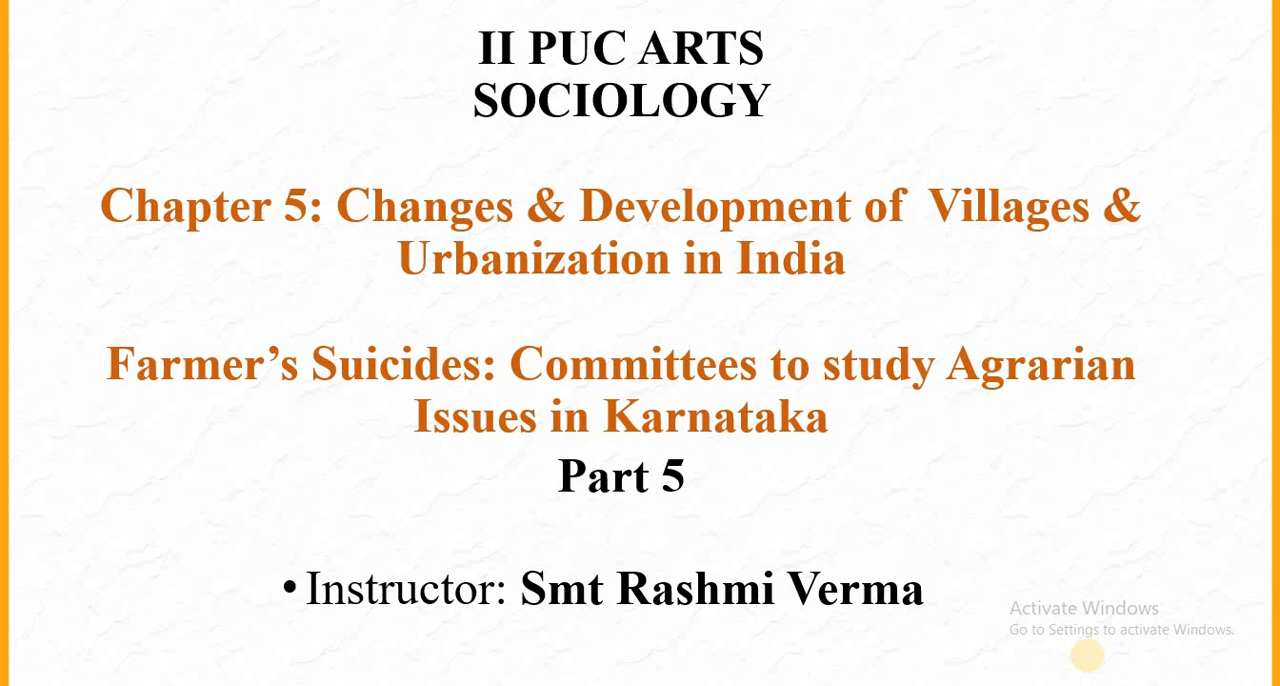 II PUC ARTS
SOCIOLOGY
Chapter 5: Changes & Development of  Villages &
Urbanization in India
Farmer’s Suicides: Committees to study Agrarian
Issues in Karnataka
Part 5
• Instructor: Smt Rashmi Verma
Activate Windows
Go to Settings to activate Windows.